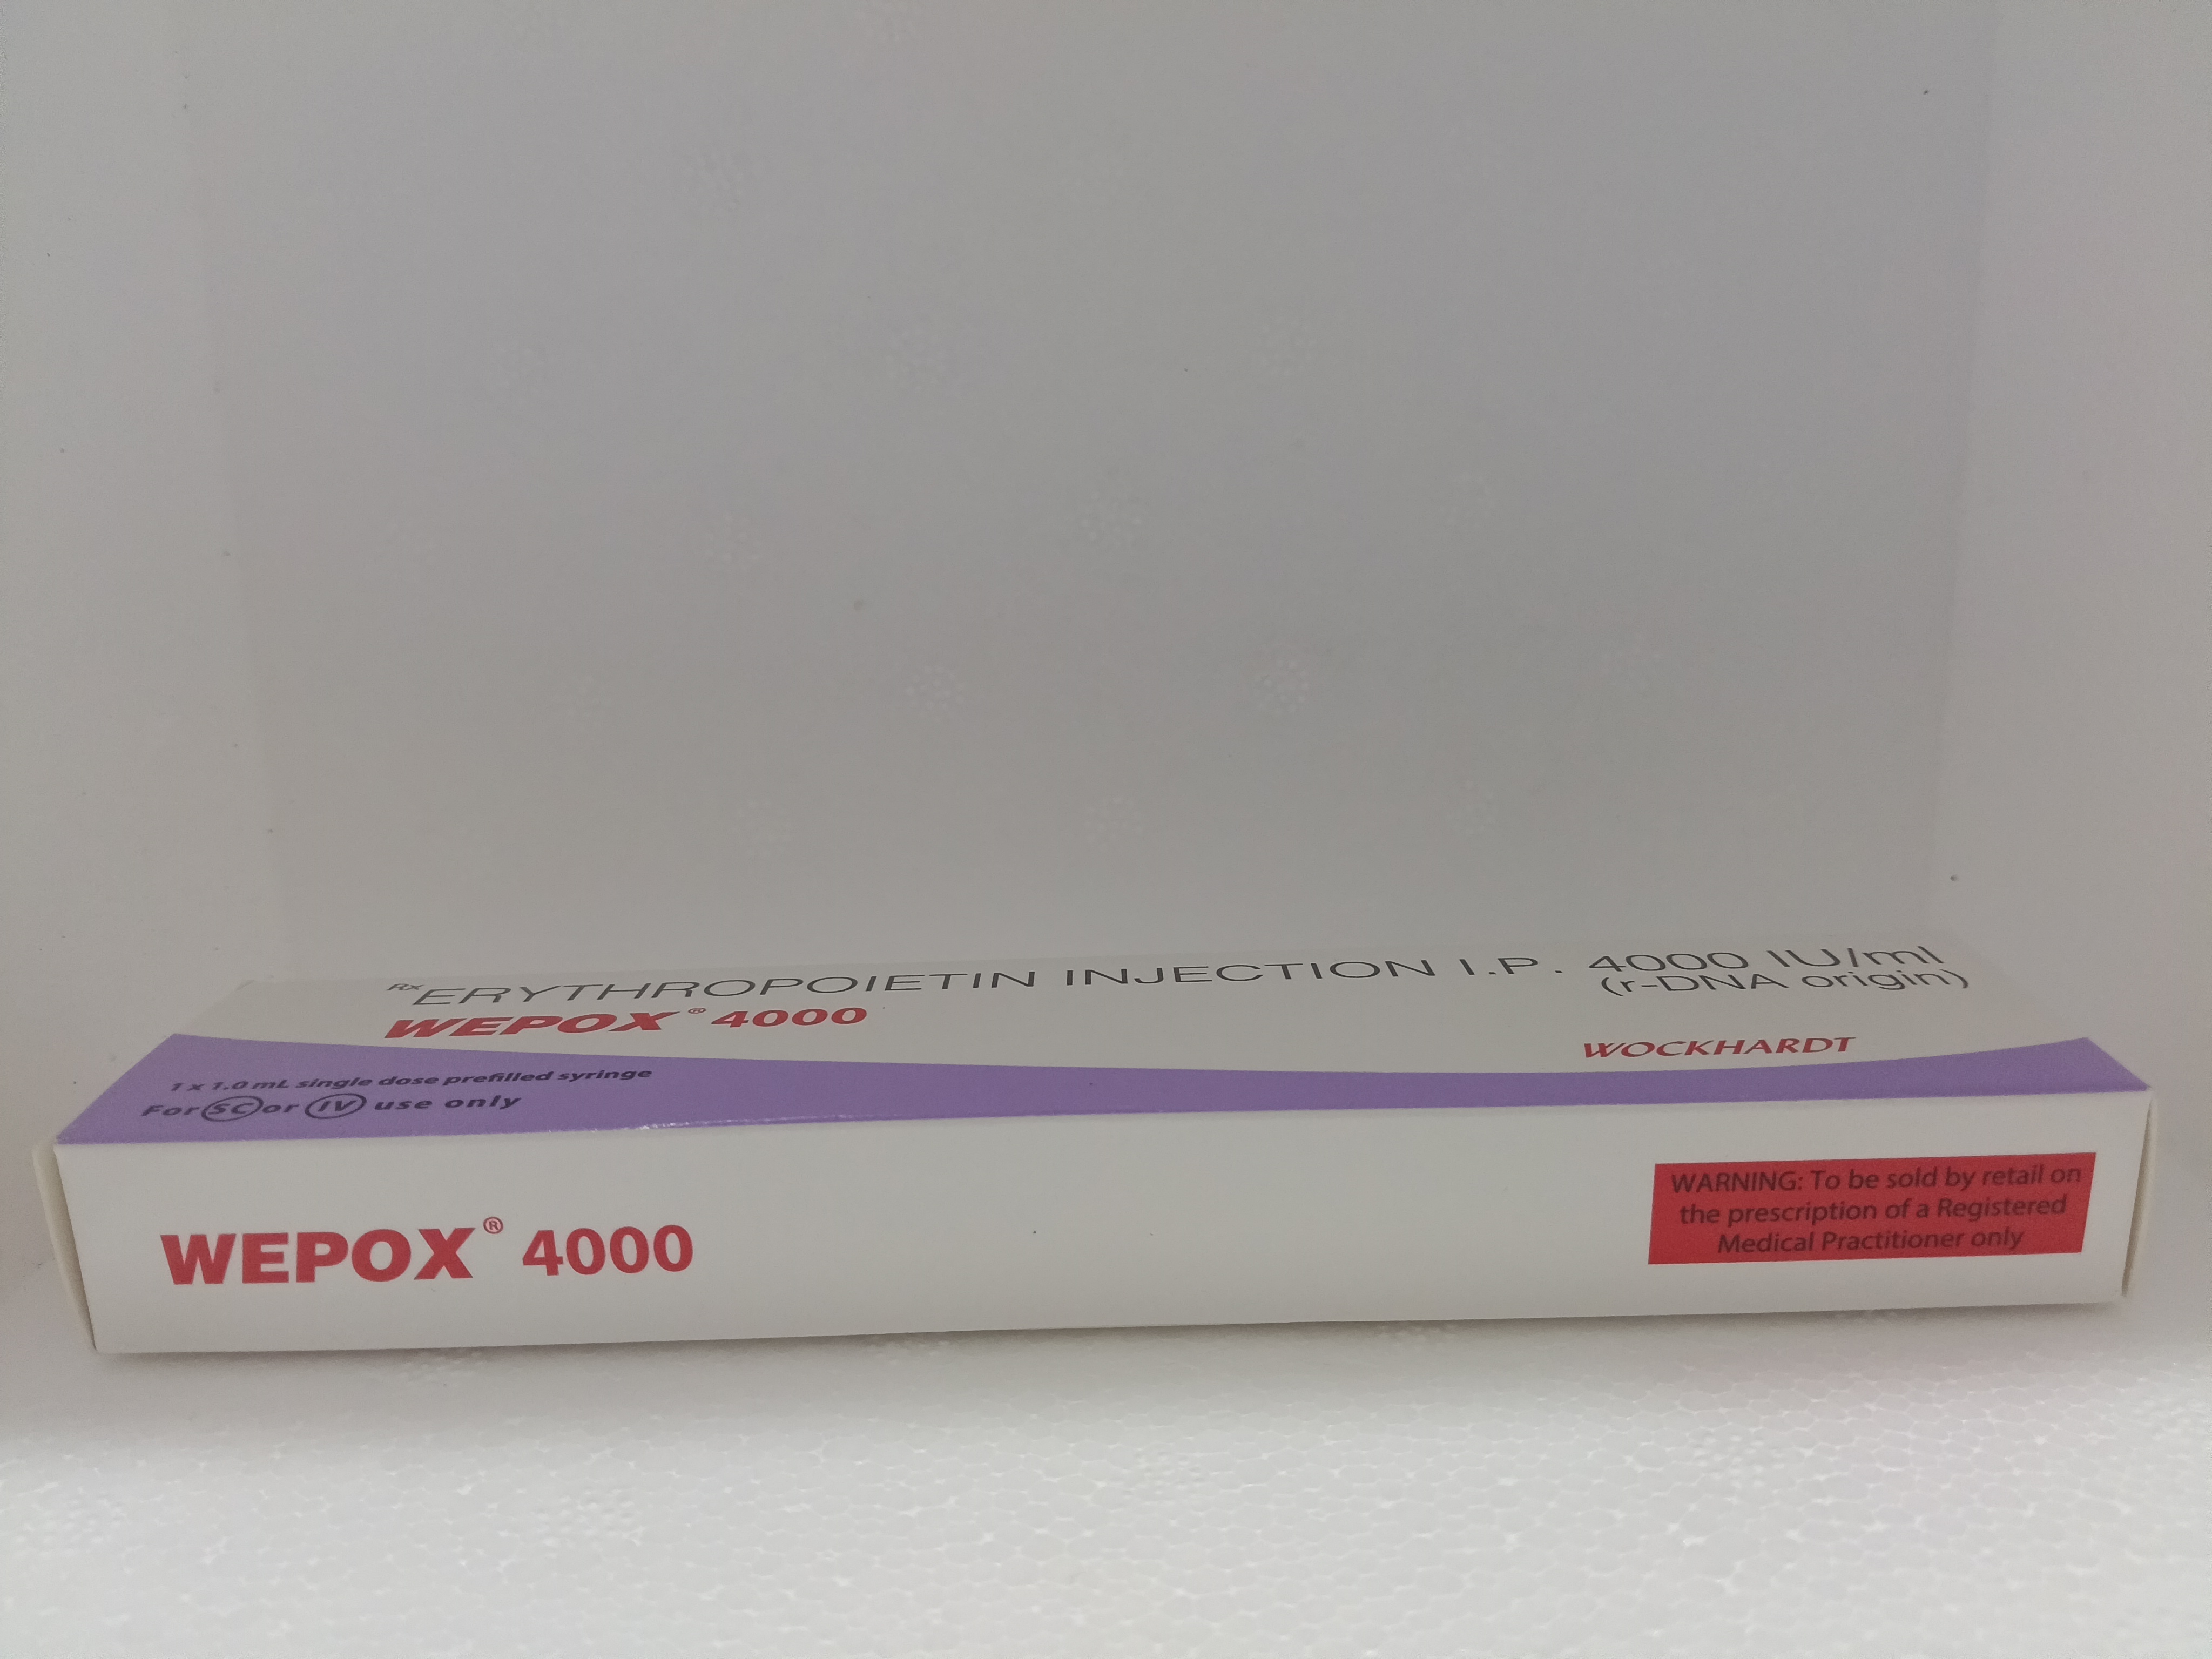 Rx ERYTHROPOIETIN INJECTION I.P. 4000 IU/ml
(r-DNA origin)
WEPOX® 4000
WOCKHARDT
1 x 1.0 mL single dose prefilled syringe
For SC or IV use only
WEPOX® 4000
WARNING: To be sold by retail on
the prescription of a Registered
Medical Practitioner only